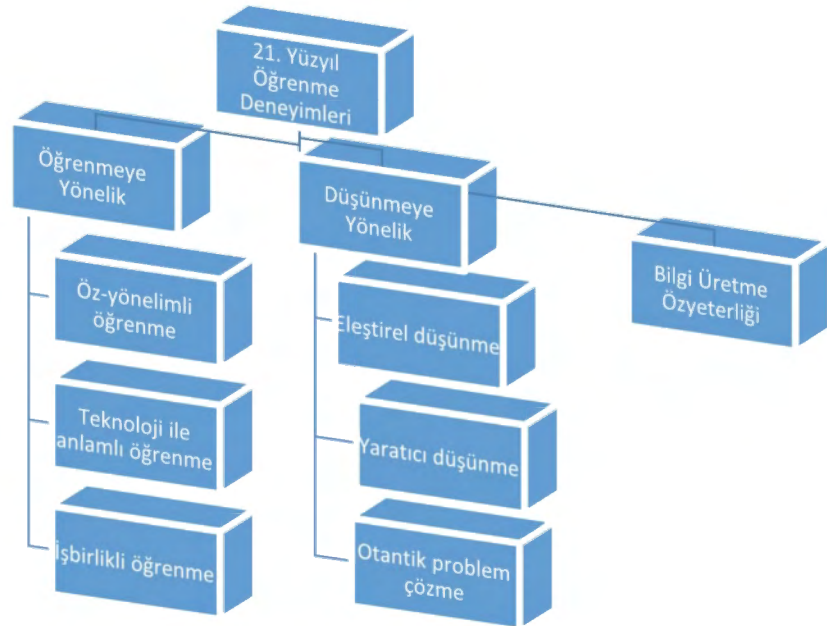 21. Yüzyıl
Öğrenme
Deneyimleri
Öğrenmeye
Yönelik
Öz-yönelimli
öğrenme
Teknoloji ile
anlamlı öğrenme
İşbirlikli öğrenme
Düşünmeye
Yönelik
Eleştirel düşünme
Yaratıcı düşünme
Otantik problem
çözme
Bilgi Üretme
Özyeterliği